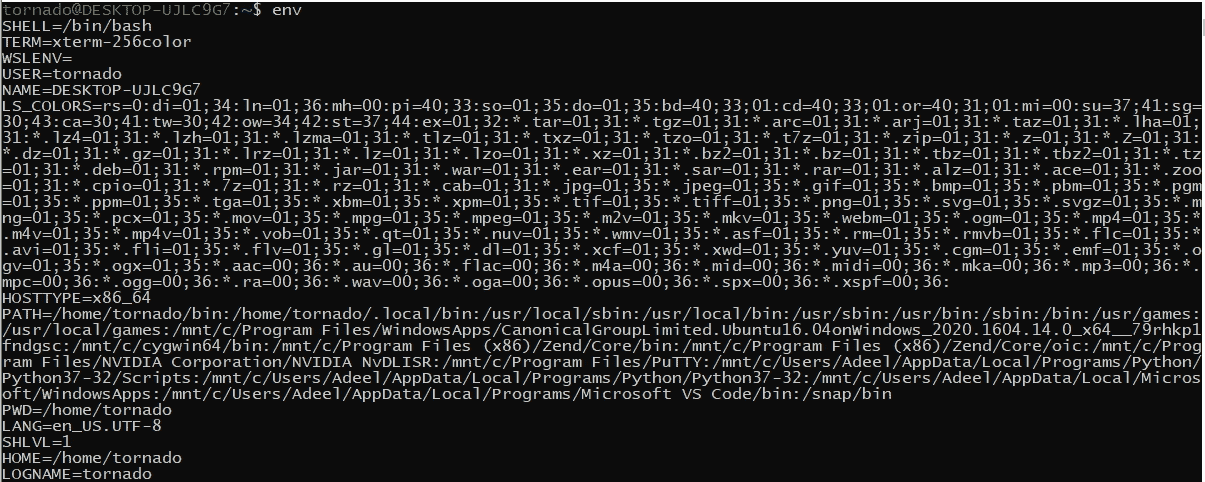 tornado@DESKTOP-UJLC9G7:~$ env
SHELL=/bin/bash
TERM=xterm-256color
WSLENV=
USER=tornado
NAME=DESKTOP-UJLC9G7
LS_COLORS=rs=0:di=01;34:ln=01;36:mh=00:pi=40;33:so=01;35:do=01;35:bd=40;33;01:cd=40;33;01:or=40;31;01:mi=00:su=37;41:sg=
30;43:ca=30;41:tw=30;42:ow=34;42:st=37;44:ex=01;32:*.tar=01;31:*.tgz=01;31:*.arc=01;31:*.arj=01;31:*.taz=01;31:*.lha=01;
31:*.lz4=01;31:*.lzh=01;31:*.lzma=01;31:*.tlz=01;31:*.txz=01;31:*.tzo=01;31:*.t7z=01;31:*.zip=01;31:*.z=01;31:*.Z=01;31:
*.dz=01;31:*.gz=01;31:*.lrz=01;31:*.lz=01;31:*.lzo=01;31:*.xz=01;31:*.bz2=01;31:*.bz=01;31:*.tbz=01;31:*.tbz2=01;31:*.tz
=01;31:*.deb=01;31:*.rpm=01;31:*.jar=01;31:*.war=01;31:*.ear=01;31:*.sar=01;31:*.rar=01;31:*.alz=01;31:*.ace=01;31:*.zoo
=01;31:*.cpio=01;31:*.7z=01;31:*.rz=01;31:*.cab=01;31:*.jpg=01;35:*.jpeg=01;35:*.gif=01;35:*.bmp=01;35:*.pbm=01;35:*.pgm
=01;35:*.ppm=01;35:*.tga=01;35:*.xbm=01;35:*.xpm=01;35:*.tif=01;35:*.tiff=01;35:*.png=01;35:*.svg=01;35:*.svgz=01;35:*.m
ng=01;35:*.pcx=01;35:*.mov=01;35:*.mpg=01;35:*.mpeg=01;35:*.m2v=01;35:*.mkv=01;35:*.webm=01;35:*.ogm=01;35:*.mp4=01;35:*
.m4v=01;35:*.mp4v=01;35:*.vob=01;35:*.qt=01;35:*.nuv=01;35:*.wmv=01;35:*.asf=01;35:*.rm=01;35:*.rmvb=01;35:*.flc=01;35:*
.avi=01;35:*.fli=01;35:*.flv=01;35:*.gl=01;35:*.dl=01;35:*.xcf=01;35:*.xwd=01;35:*.yuv=01;35:*.cgm=01;35:*.emf=01;35:*.o
gv=01;35:*.ogx=01;35:*.aac=00;36:*.au=00;36:*.flac=00;36:*.m4a=00;36:*.mid=00;36:*.midi=00;36:*.mka=00;36:*.mp3=00;36:*.
mpc=00;36:*.ogg=00;36:*.ra=00;36:*.wav=00;36:*.oga=00;36:*.opus=00;36:*.spx=00;36:*.xspf=00;36:
HOSTTYPE=x86_64
PATH=/home/tornado/bin:/home/tornado/.local/bin:/usr/local/sbin:/usr/local/bin:/usr/sbin:/usr/bin:/sbin:/bin:/usr/games:
/usr/local/games:/mnt/c/Program Files/WindowsApps/CanonicalGroupLimited.Ubuntu16.04onWindows_2020.1604.14.0_x64__79rhkp1
fndgsc:/mnt/c/cygwin64/bin:/mnt/c/Program Files (x86)/Zend/Core/bin:/mnt/c/Program Files (x86)/Zend/Core/oic:/mnt/c/Prog
ram Files/NVIDIA Corporation/NVIDIA NvDLISR:/mnt/c/Program Files/PuTTY:/mnt/c/Users/Adeel/AppData/Local/Programs/Python/
Python37-32/Scripts:/mnt/c/Users/Adeel/AppData/Local/Programs/Python/Python37-32:/mnt/c/Users/Adeel/AppData/Local/Micros
oft/WindowsApps:/mnt/c/Users/Adeel/AppData/Local/Programs/Microsoft VS Code/bin:/snap/bin
PWD=/home/tornado
LANG=en_US.UTF-8
SHLVL=1
HOME=/home/tornado
LOGNAME=tornado